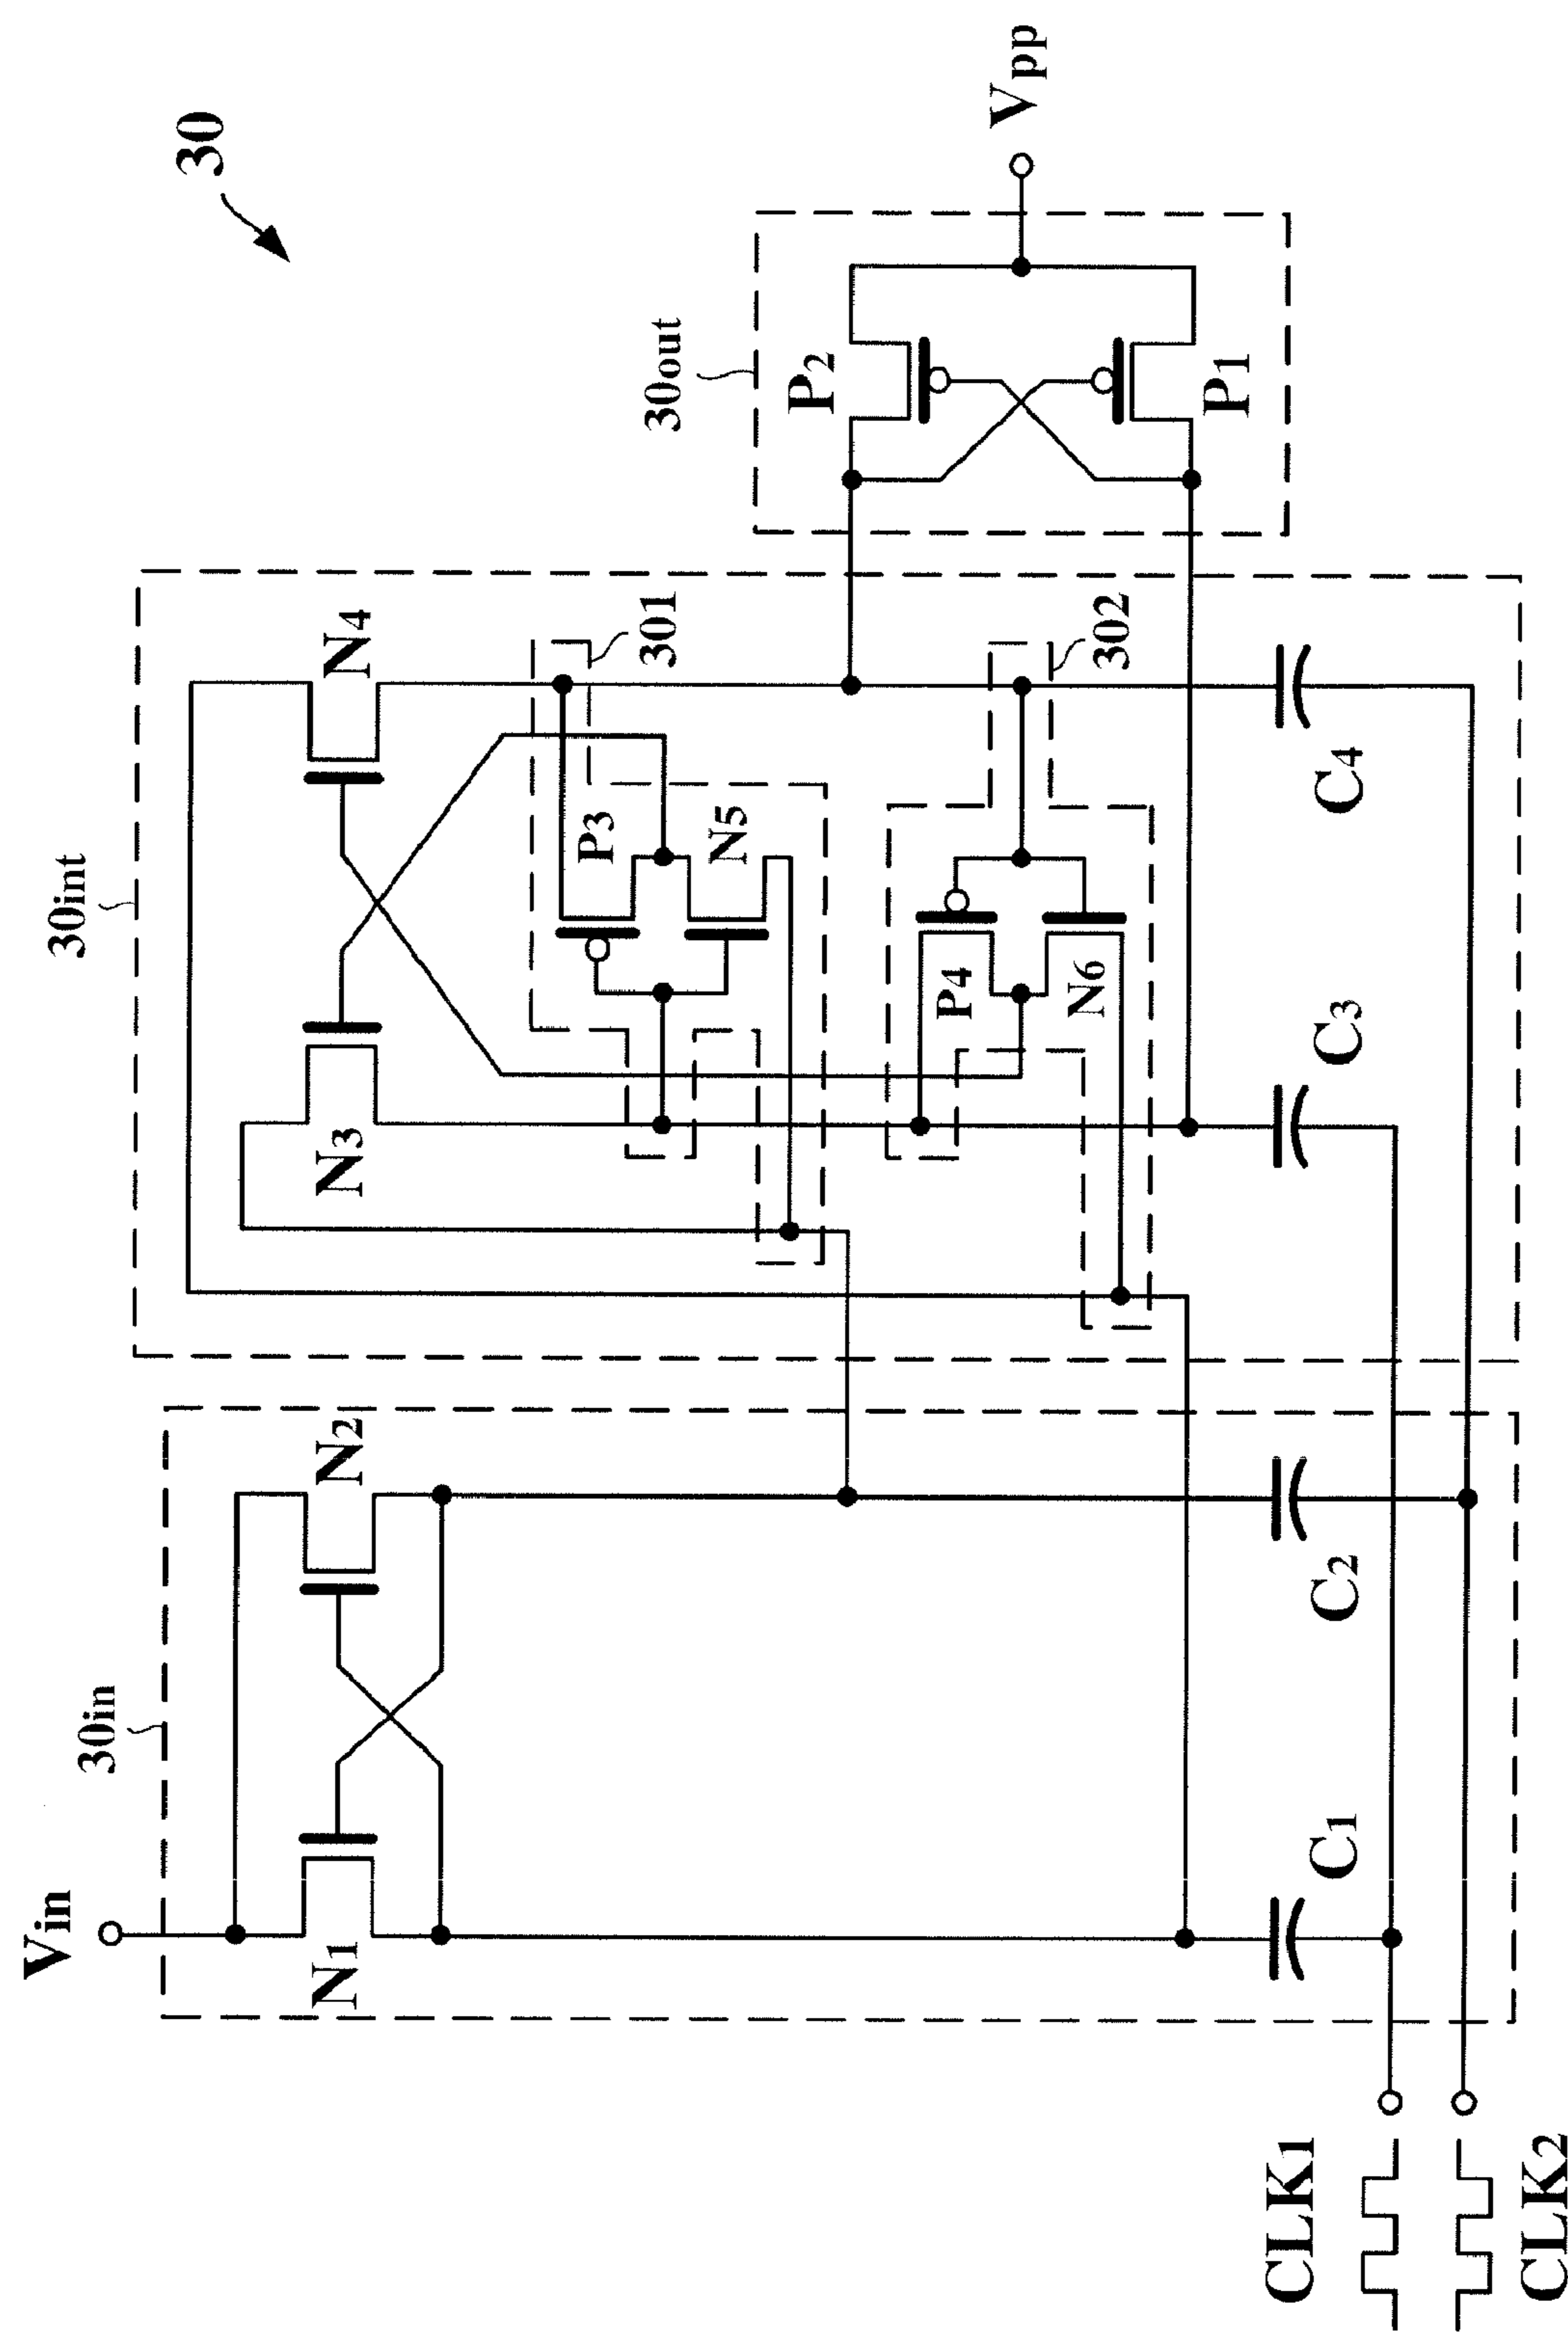 30
Vin
30in
N1
N2
C1
C2
30int
N3
N4
301
P3
N5
302
P4
N6
C3
C4
30out
P2
P1
Vpp
CLK1
CLK2